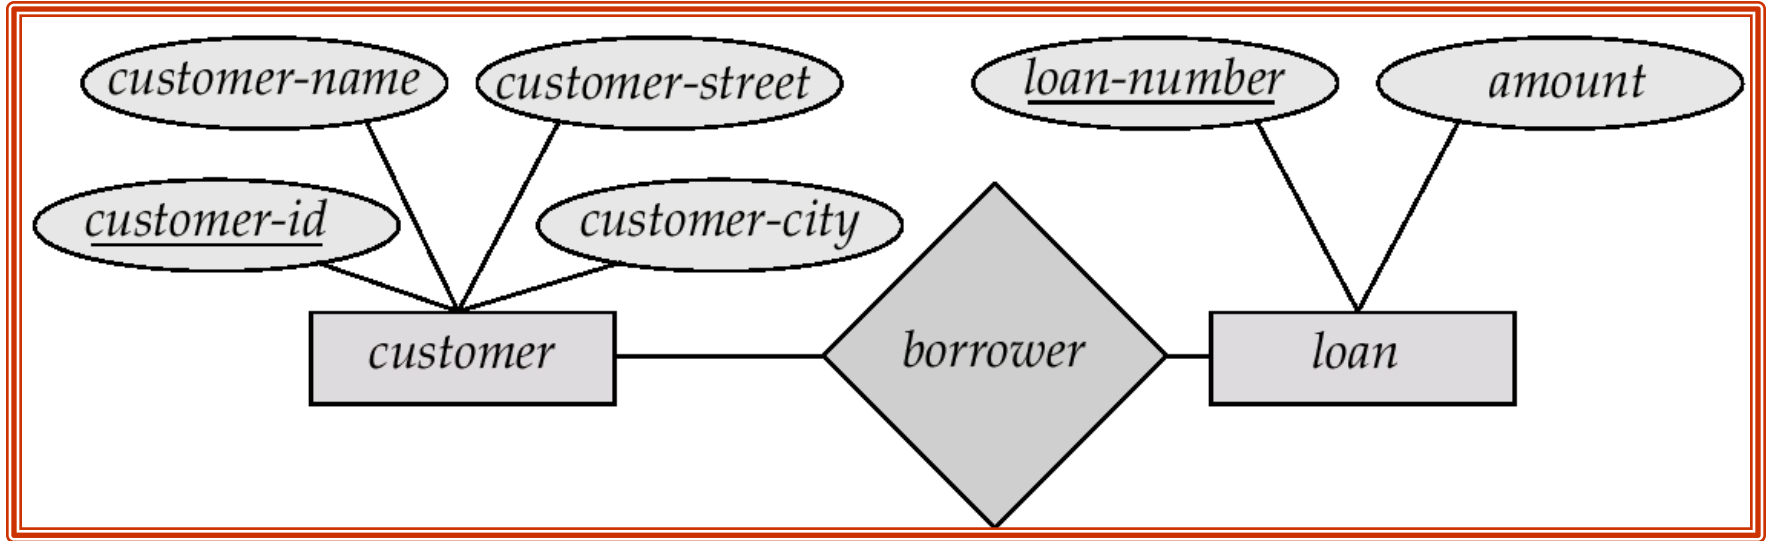 customer-name
customer-street
loan-number
amount
customer-id
customer-city
customer
borrower
loan